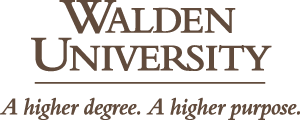 WALDEN
UNIVERSITY
A higher degree. A higher purpose.